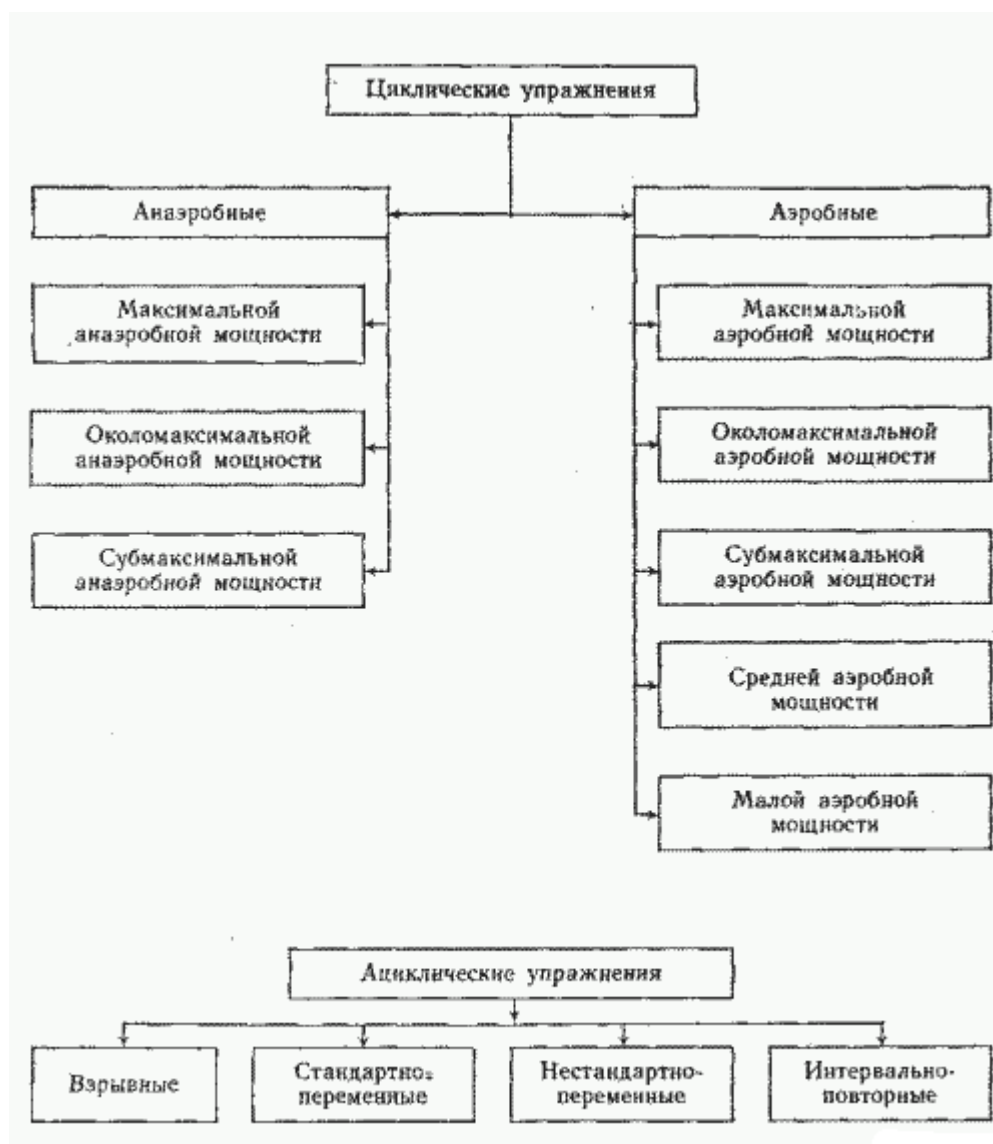 Циклические упражнения
Анаэробные
Аэробные
Максимальной
анаэробной мощности
Максимальной
аэробной мощности
Околомаксимальной
анаэробной мощности
Околомаксимальной
аэробной мощности
Субмаксимальной
анаэробной мощности
Субмаксимальной
аэробной мощности
Средней аэробной
мощности
Малой аэробной
мощности
Ациклические упражнения
Взрывные
Стандартно-
переменные
Нестандартно-
переменные
Интервально-
повторные